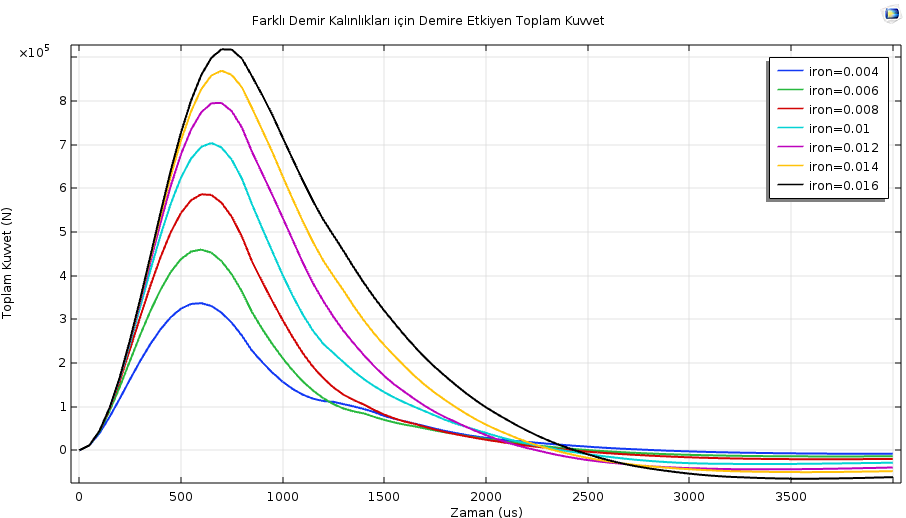 Farklı Demir Kalınlıkları için Demire Etkiyen Toplam Kuvvet
×10⁵
8
7
6
5
4
3
2
1
0
Toplam Kuvvet (N)
iron=0.004
iron=0.006
iron=0.008
iron=0.01
iron=0.012
iron=0.014
iron=0.016
0
500
1000
1500
2000
2500
3000
3500
Zaman (us)